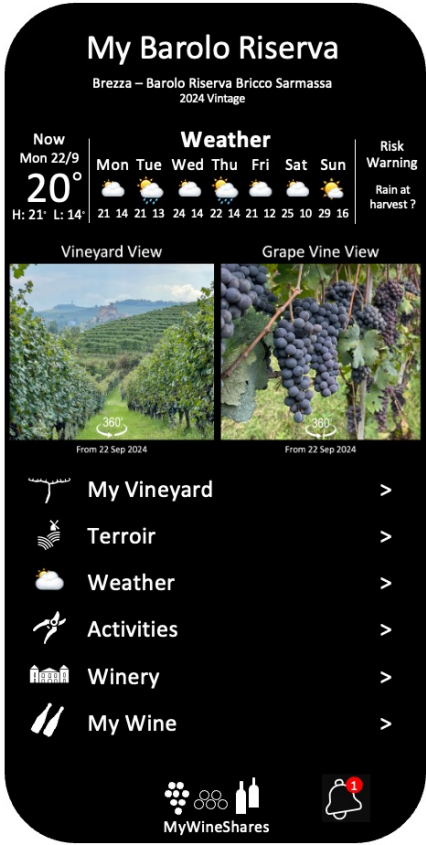 My Barolo Riserva
Brezza – Barolo Riserva Bricco Sarmassa
2024 Vintage
Now
Mon 22/9
20°
H: 21° L: 14°
Weather
Mon Tue Wed Thu Fri Sat Sun
21 14 21 13 24 14 22 14 21 12 25 10 29 16
Risk
Warning
Rain at
harvest ?
Vineyard View
Grape Vine View
360°
360°
From 22 Sep 2024
From 22 Sep 2024
My Vineyard >
Terroir >
Weather >
Activities >
Winery >
My Wine >
1
MyWineShares